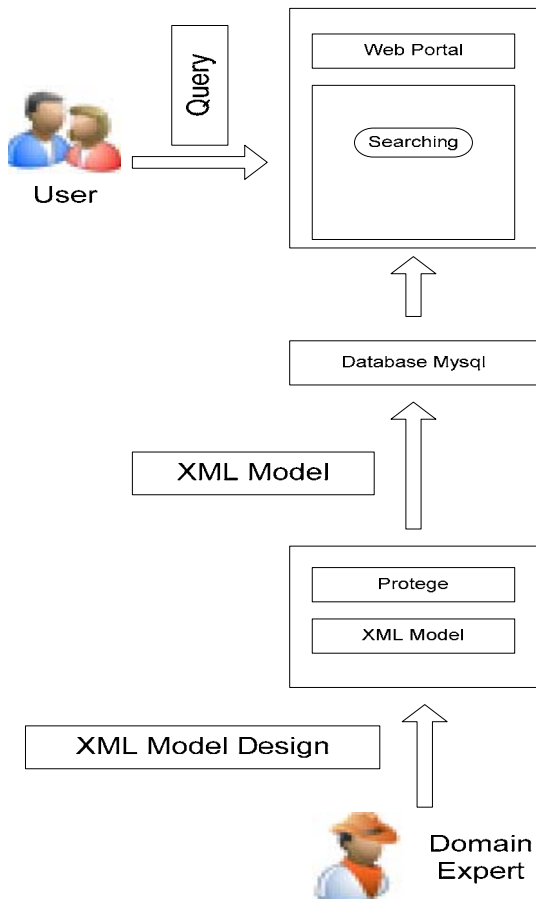 Query
Web Portal
Searching
User
Database Mysql
XML Model
Protege
XML Model
XML Model Design
Domain
Expert